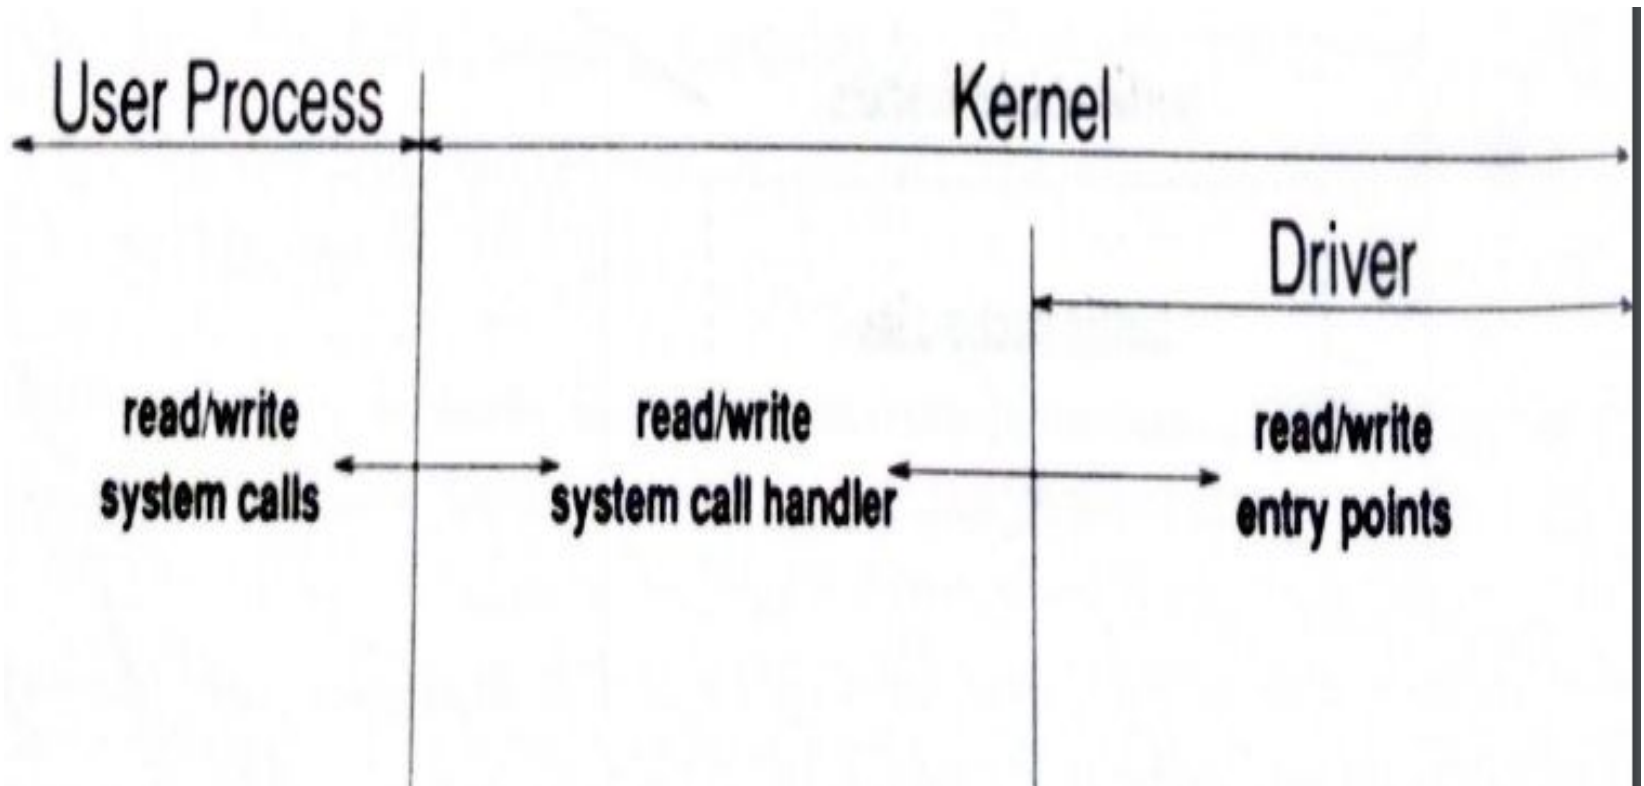 User Process
Kernel
Driver
read/write
system calls
read/write
system call handler
read/write
entry points